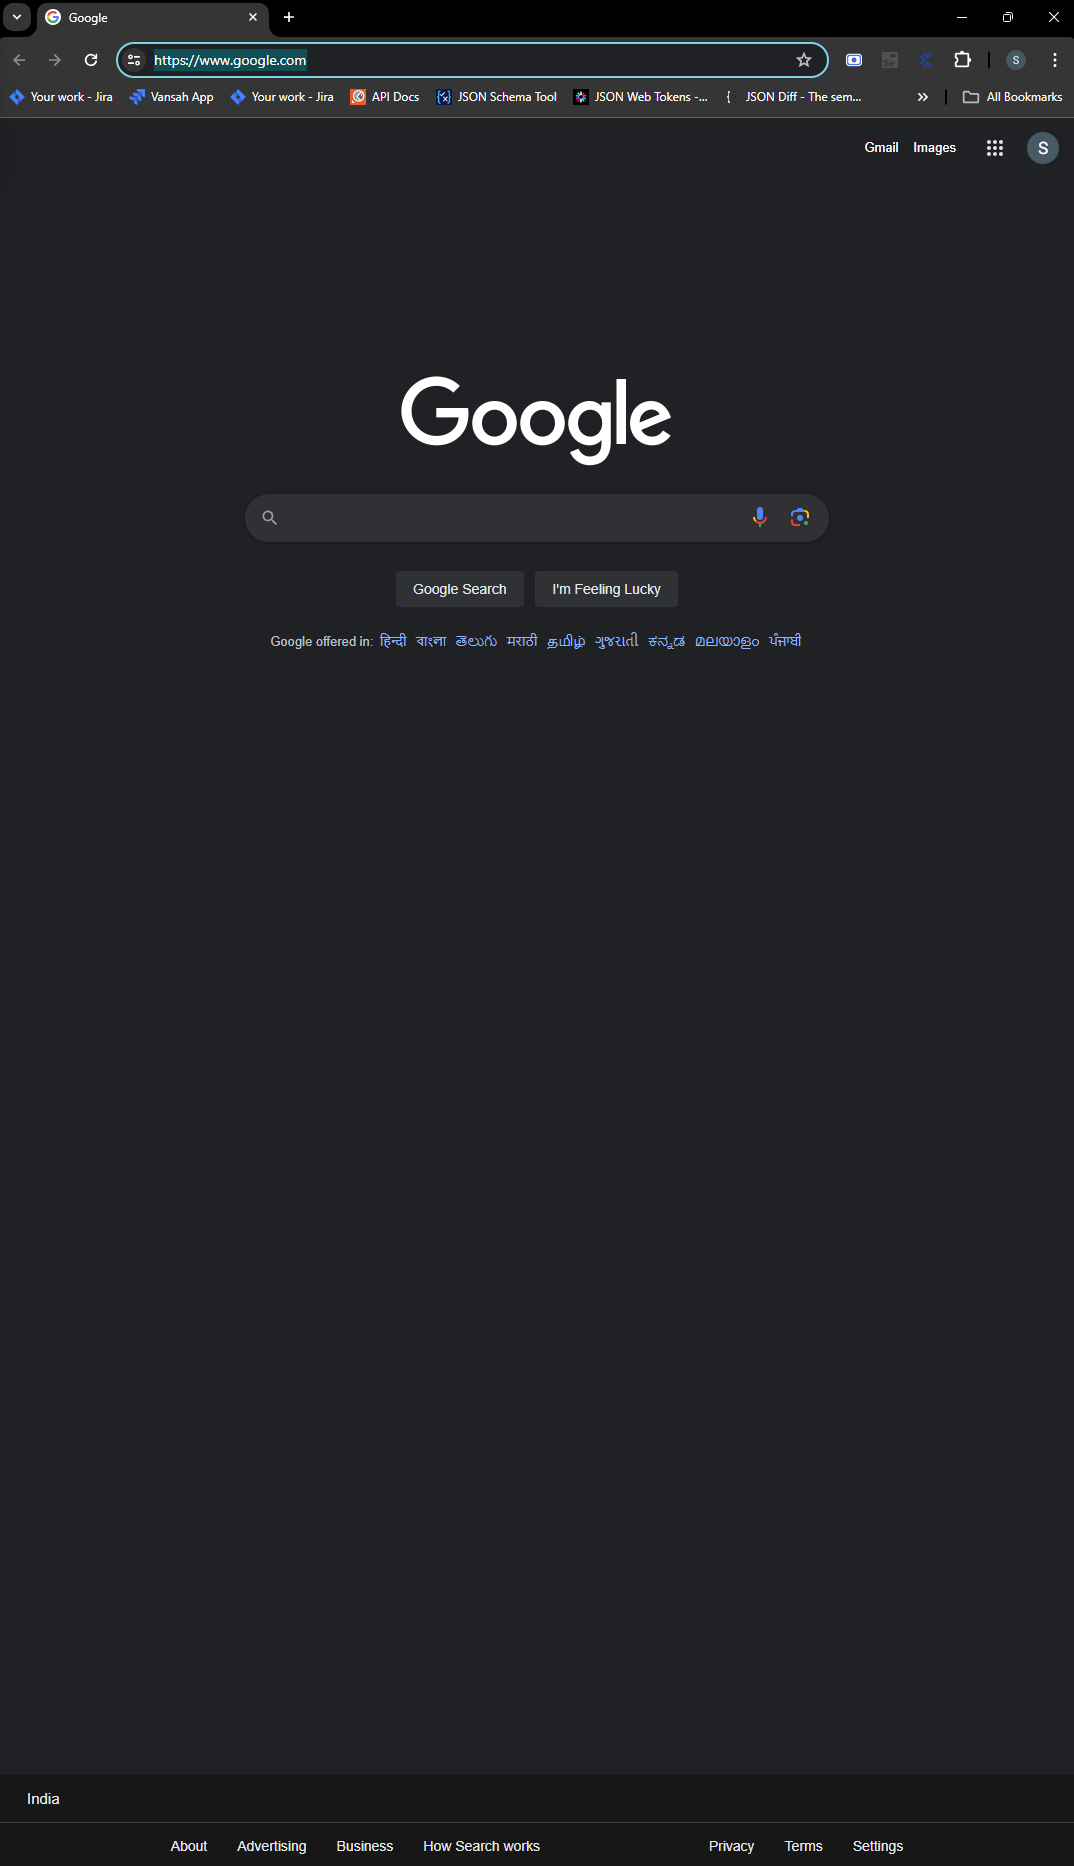 Google
https://www.google.com
S
Your work - Jira Vansah App Your work - Jira API Docs JSON Schema Tool JSON Web Tokens -... JSON Diff - The sem... All Bookmarks
Gmail Images S
Google
Google Search I'm Feeling Lucky
Google offered in: हिन्दी বাংলা తెలుగు मराठी தமிழ் ગુજરાતી ಕನ್ನಡ മലയാളം ਪੰਜਾਬੀ
India
About Advertising Business How Search works Privacy Terms Settings